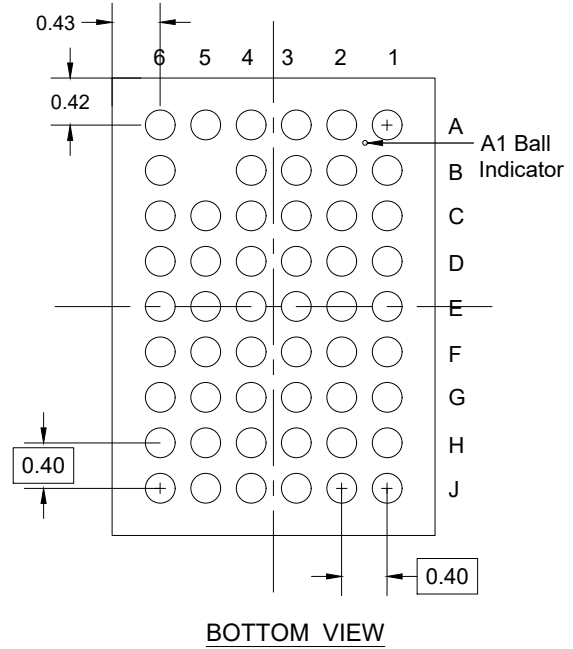 0.43
6 5 4 3 2 1
0.42
A
A1 Ball
Indicator
B
C
D
E
F
G
H
0.40
J
0.40
BOTTOM VIEW